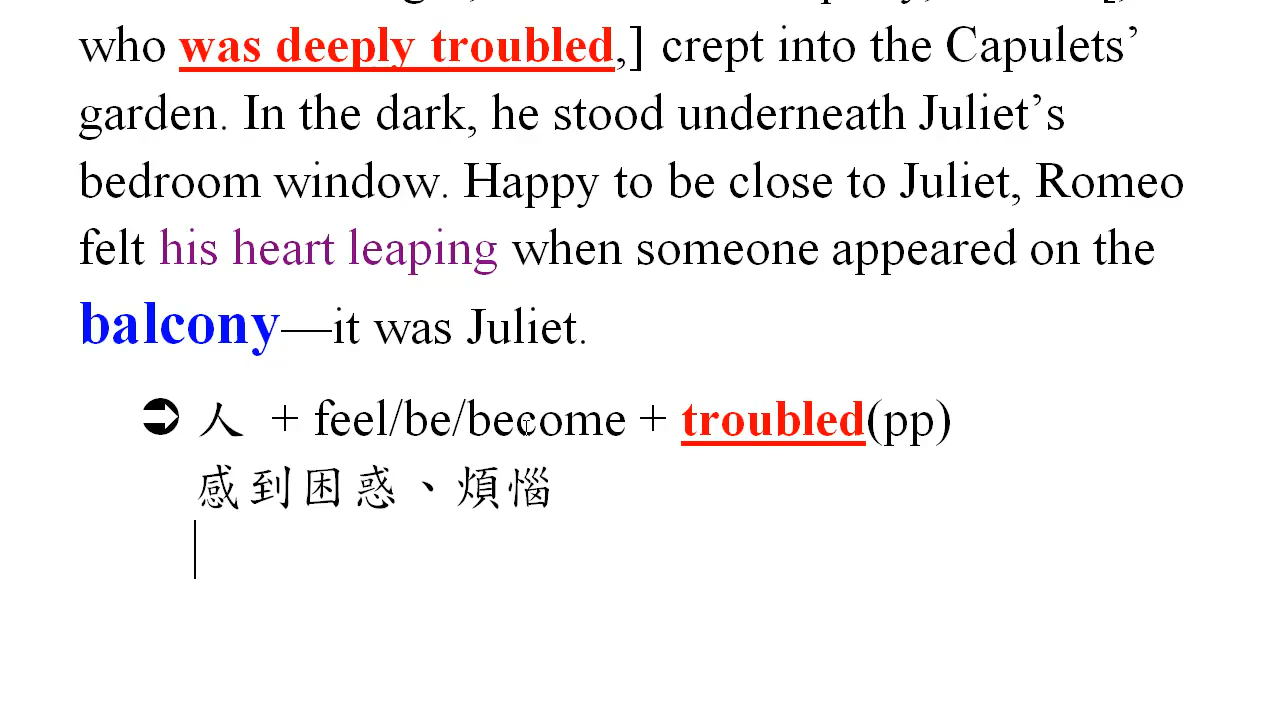 who was deeply troubled,] crept into the Capulets’
garden. In the dark, he stood underneath Juliet’s
bedroom window. Happy to be close to Juliet, Romeo
felt his heart leaping when someone appeared on the
balcony—it was Juliet.
➲ 人 + feel/be/become + troubled(pp)
感到困惑、煩惱